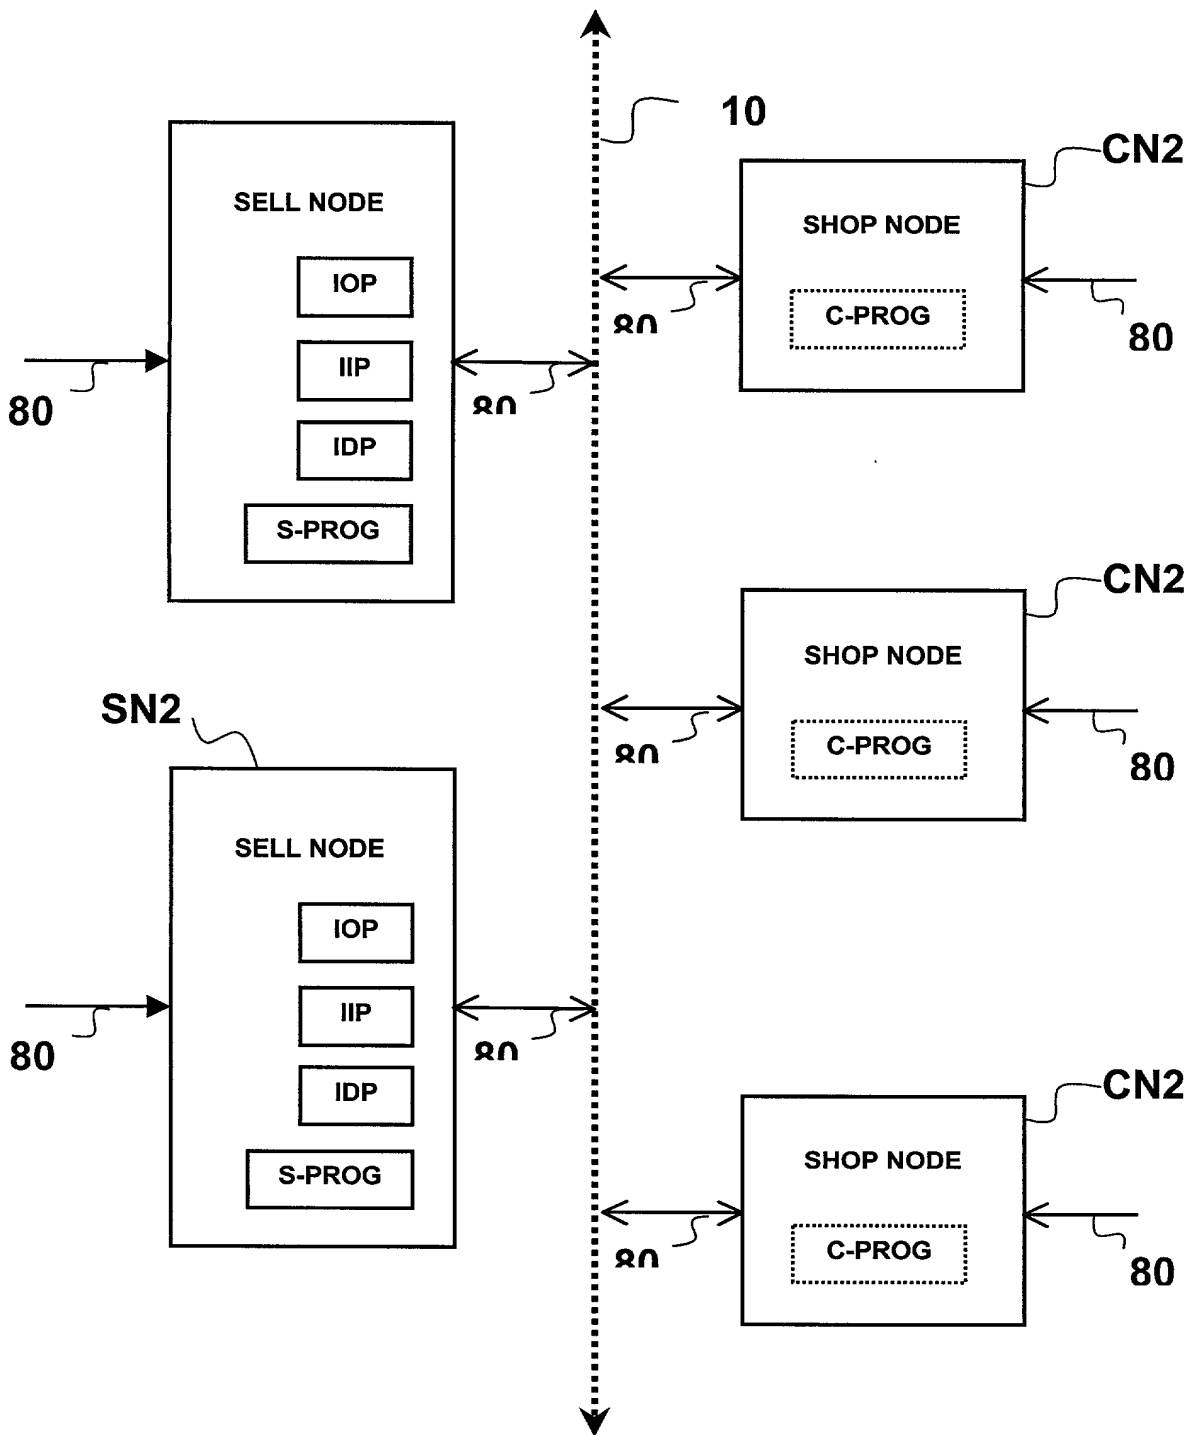 10
CN2
SELL NODE
SHOP NODE
IOP
C-PROG
80
80
IIP
80
80
IDP
S-PROG
CN2
SHOP NODE
SN2
C-PROG
80
80
SELL NODE
IOP
IIP
80
80
IDP
CN2
SHOP NODE
S-PROG
C-PROG
80
80